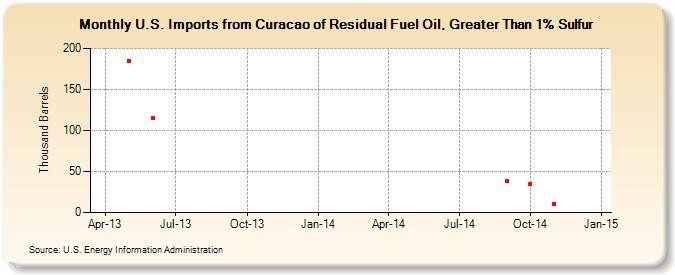 Monthly U.S. Imports from Curacao of Residual Fuel Oil, Greater Than 1% Sulfur
Thousand Barrels
200
150
100
50
0
Apr-13 Jul-13 Oct-13 Jan-14 Apr-14 Jul-14 Oct-14 Jan-15
Source: U.S. Energy Information Administration